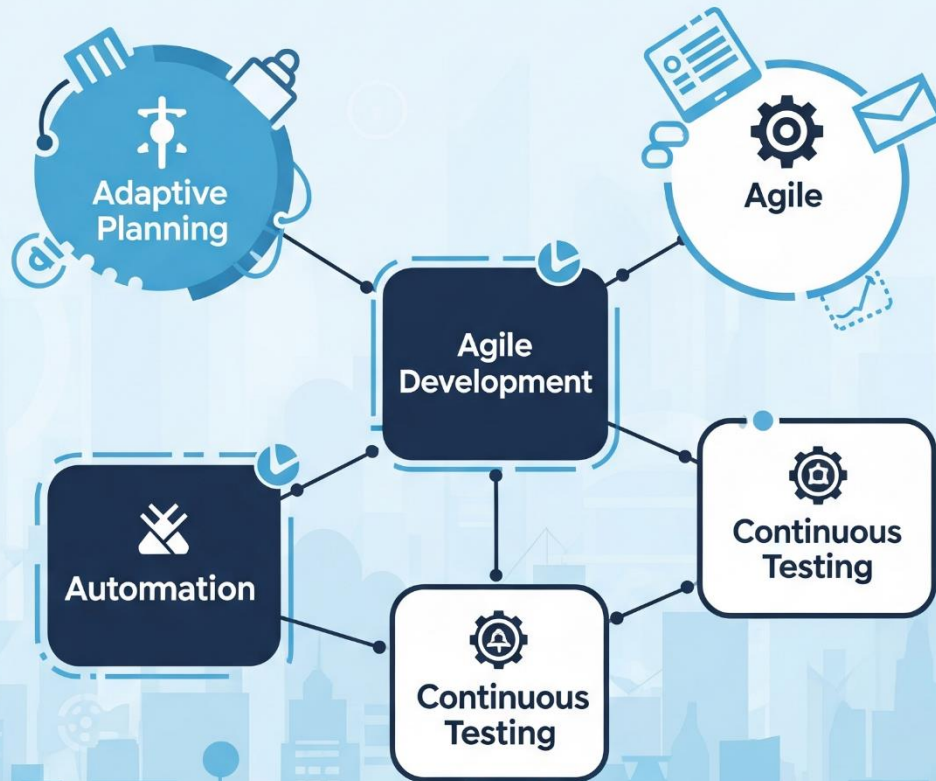 Adaptive
Planning
Agile
Agile
Development
Continuous
Testing
Automation
Continuous
Testing